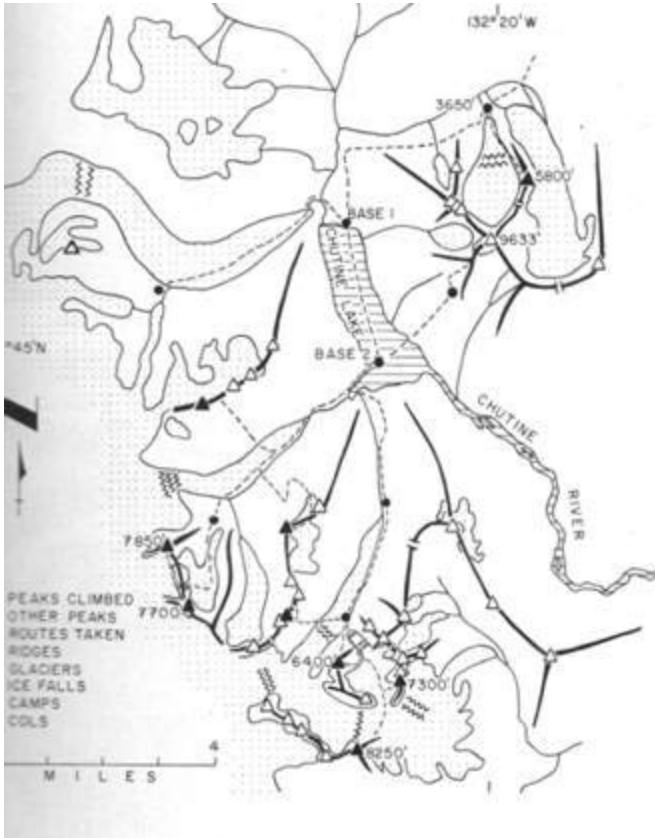 132° 20' W
3650'
5800'
BASE 1
9633'
CHUTINE
LAKE
°45'N
BASE 2
CHUTINE
RIVER
7850'
7700'
PEAKS CLIMBED
OTHER PEAKS
ROUTES TAKEN
RIDGES
GLACIERS
ICE FALLS
CAMPS
COLS
6400'
7300'
8250'
4
MILES